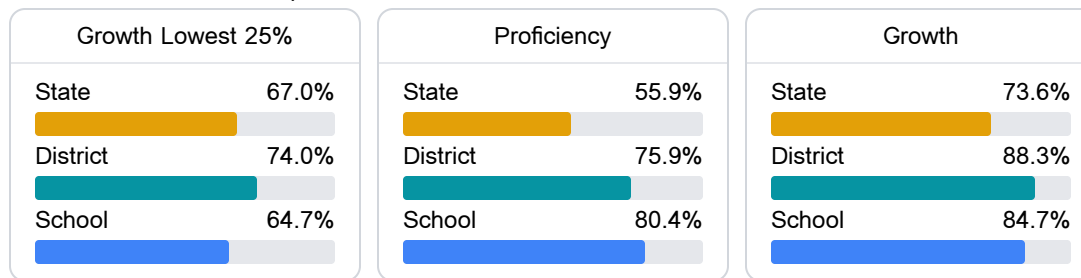 Growth Lowest 25%
State 67.0%
District 74.0%
School 64.7%
Proficiency
State 55.9%
District 75.9%
School 80.4%
Growth
State 73.6%
District 88.3%
School 84.7%